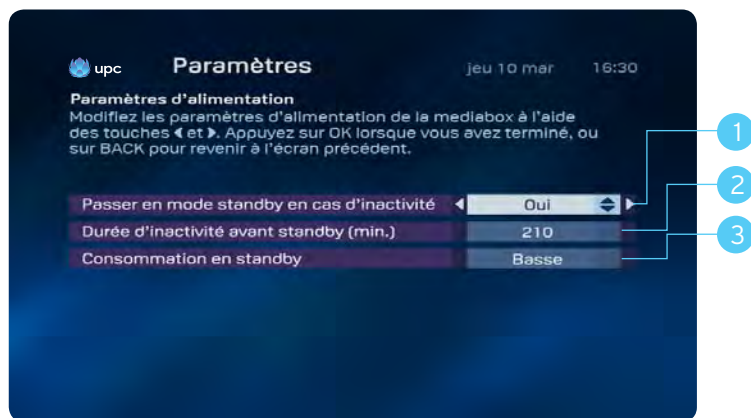 upc Paramètres jeu 10 mar 16:30
Paramètres d'alimentation
Modifiez les paramètres d'alimentation de la mediabox à l'aide
des touches ◀ et ▶. Appuyez sur OK lorsque vous avez terminé, ou
sur BACK pour revenir à l'écran précédent.
Passer en mode standby en cas d'inactivité Oui 1
Durée d'inactivité avant standby (min.) 210 2
Consommation en standby Basse 3